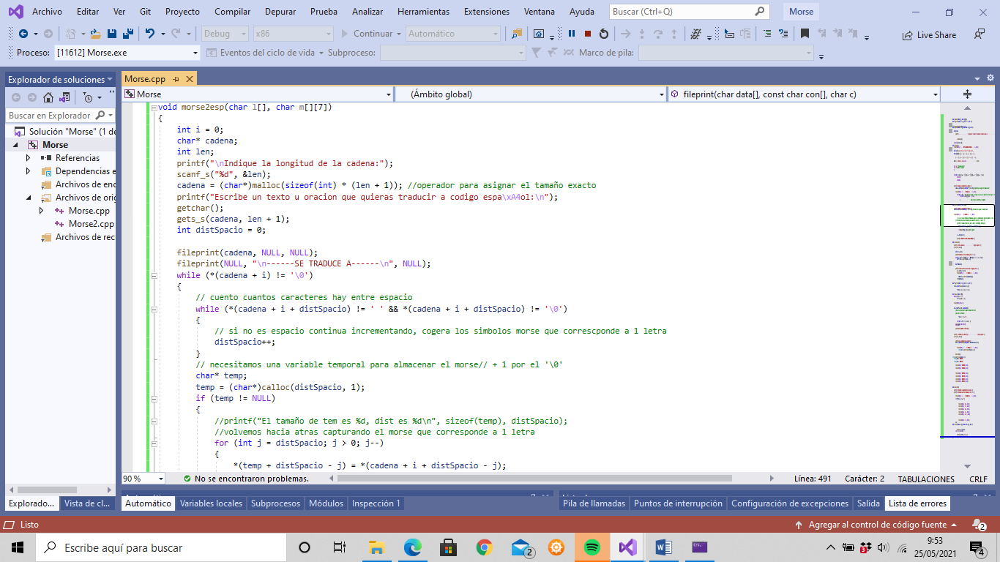 Archivo Editar Ver Git Proyecto Compilar Depurar Prueba Analizar Herramientas Extensiones Ventana Ayuda Buscar (Ctrl+Q) Morse
Debug x86 Continuar Automático Live Share
Proceso: [11612] Morse.exe Eventos del ciclo de vida Subproceso: Marco de pila:
Explorador de soluciones
Buscar en Explorador
Solución "Morse" (1 de
Morse
Referencias
Dependencias e
Archivos de enc
Archivos de orig
Morse.cpp
Morse2.cpp
Archivos de rec
Explorado... Vista de cl...
Morse.cpp
Morse (Ámbito global) fileprint(char data[], const char con[], char c)
void morse2esp(char l[], char m[][7])
{
int i = 0;
char* cadena;
int len;
printf("\nIndique la longitud de la cadena:");
scanf_s("%d", &len);
cadena = (char*)malloc(sizeof(int) * (len + 1)); //operador para asignar el tamaño exacto
printf("Escribe un texto u oracion que quieras traducir a codigo espa\xA4ol:\n");
getchar();
gets_s(cadena, len + 1);
int distSpacio = 0;
fileprint(cadena, NULL, NULL);
fileprint(NULL, "\n------SE TRADUCE A------\n", NULL);
while (*(cadena + i) != '\0')
{
// cuento cuantos caracteres hay entre espacio
while (*(cadena + i + distSpacio) != ' ' && *(cadena + i + distSpacio) != '\0')
{
// si no es espacio continua incrementando, cogera los simbolos morse que correscponde a 1 letra
distSpacio++;
}
// necesitamos una variable temporal para almacenar el morse// + 1 por el '\0'
char* temp;
temp = (char*)calloc(distSpacio, 1);
if (temp != NULL)
{
//printf("El tamaño de tem es %d, dist es %d\n", sizeof(temp), distSpacio);
//volvemos hacia atras capturando el morse que corresponde a 1 letra
for (int j = distSpacio; j > 0; j--)
{
*(temp + distSpacio - j) = *(cadena + i + distSpacio - j);
90 % No se encontraron problemas. Línea: 491 Carácter: 2 TABULACIONES CRLF
Automático Variables locales Subprocesos Módulos Inspección 1 Pila de llamadas Puntos de interrupción Configuración de excepciones Salida Lista de errores
Listo Agregar al control de código fuente 2
Escribe aquí para buscar 2 3 9:53
25/05/2021 4